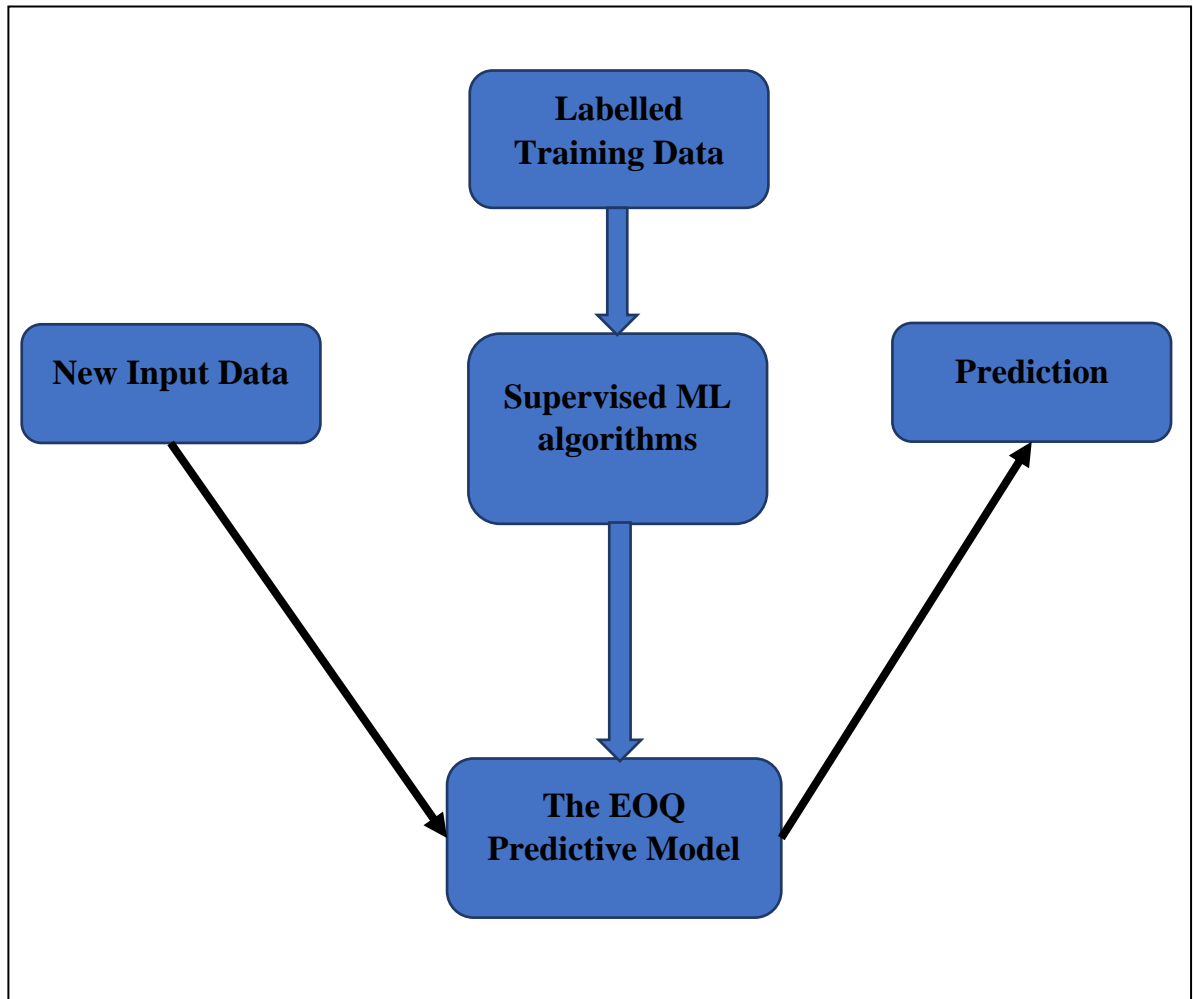 Labelled
Training Data
New Input Data
Supervised ML
algorithms
Prediction
The EOQ
Predictive Model